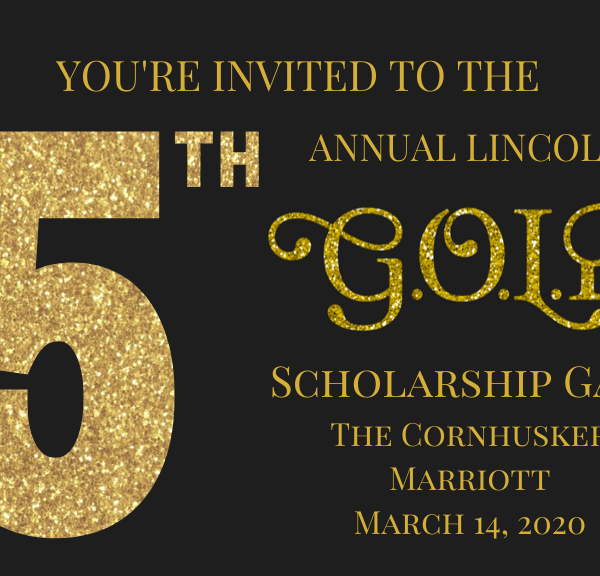 YOU'RE INVITED TO THE
5TH
ANNUAL LINCOL
G.O.L.
SCHOLARSHIP GA
THE CORNHUSKER
MARRIOTT
MARCH 14, 2020